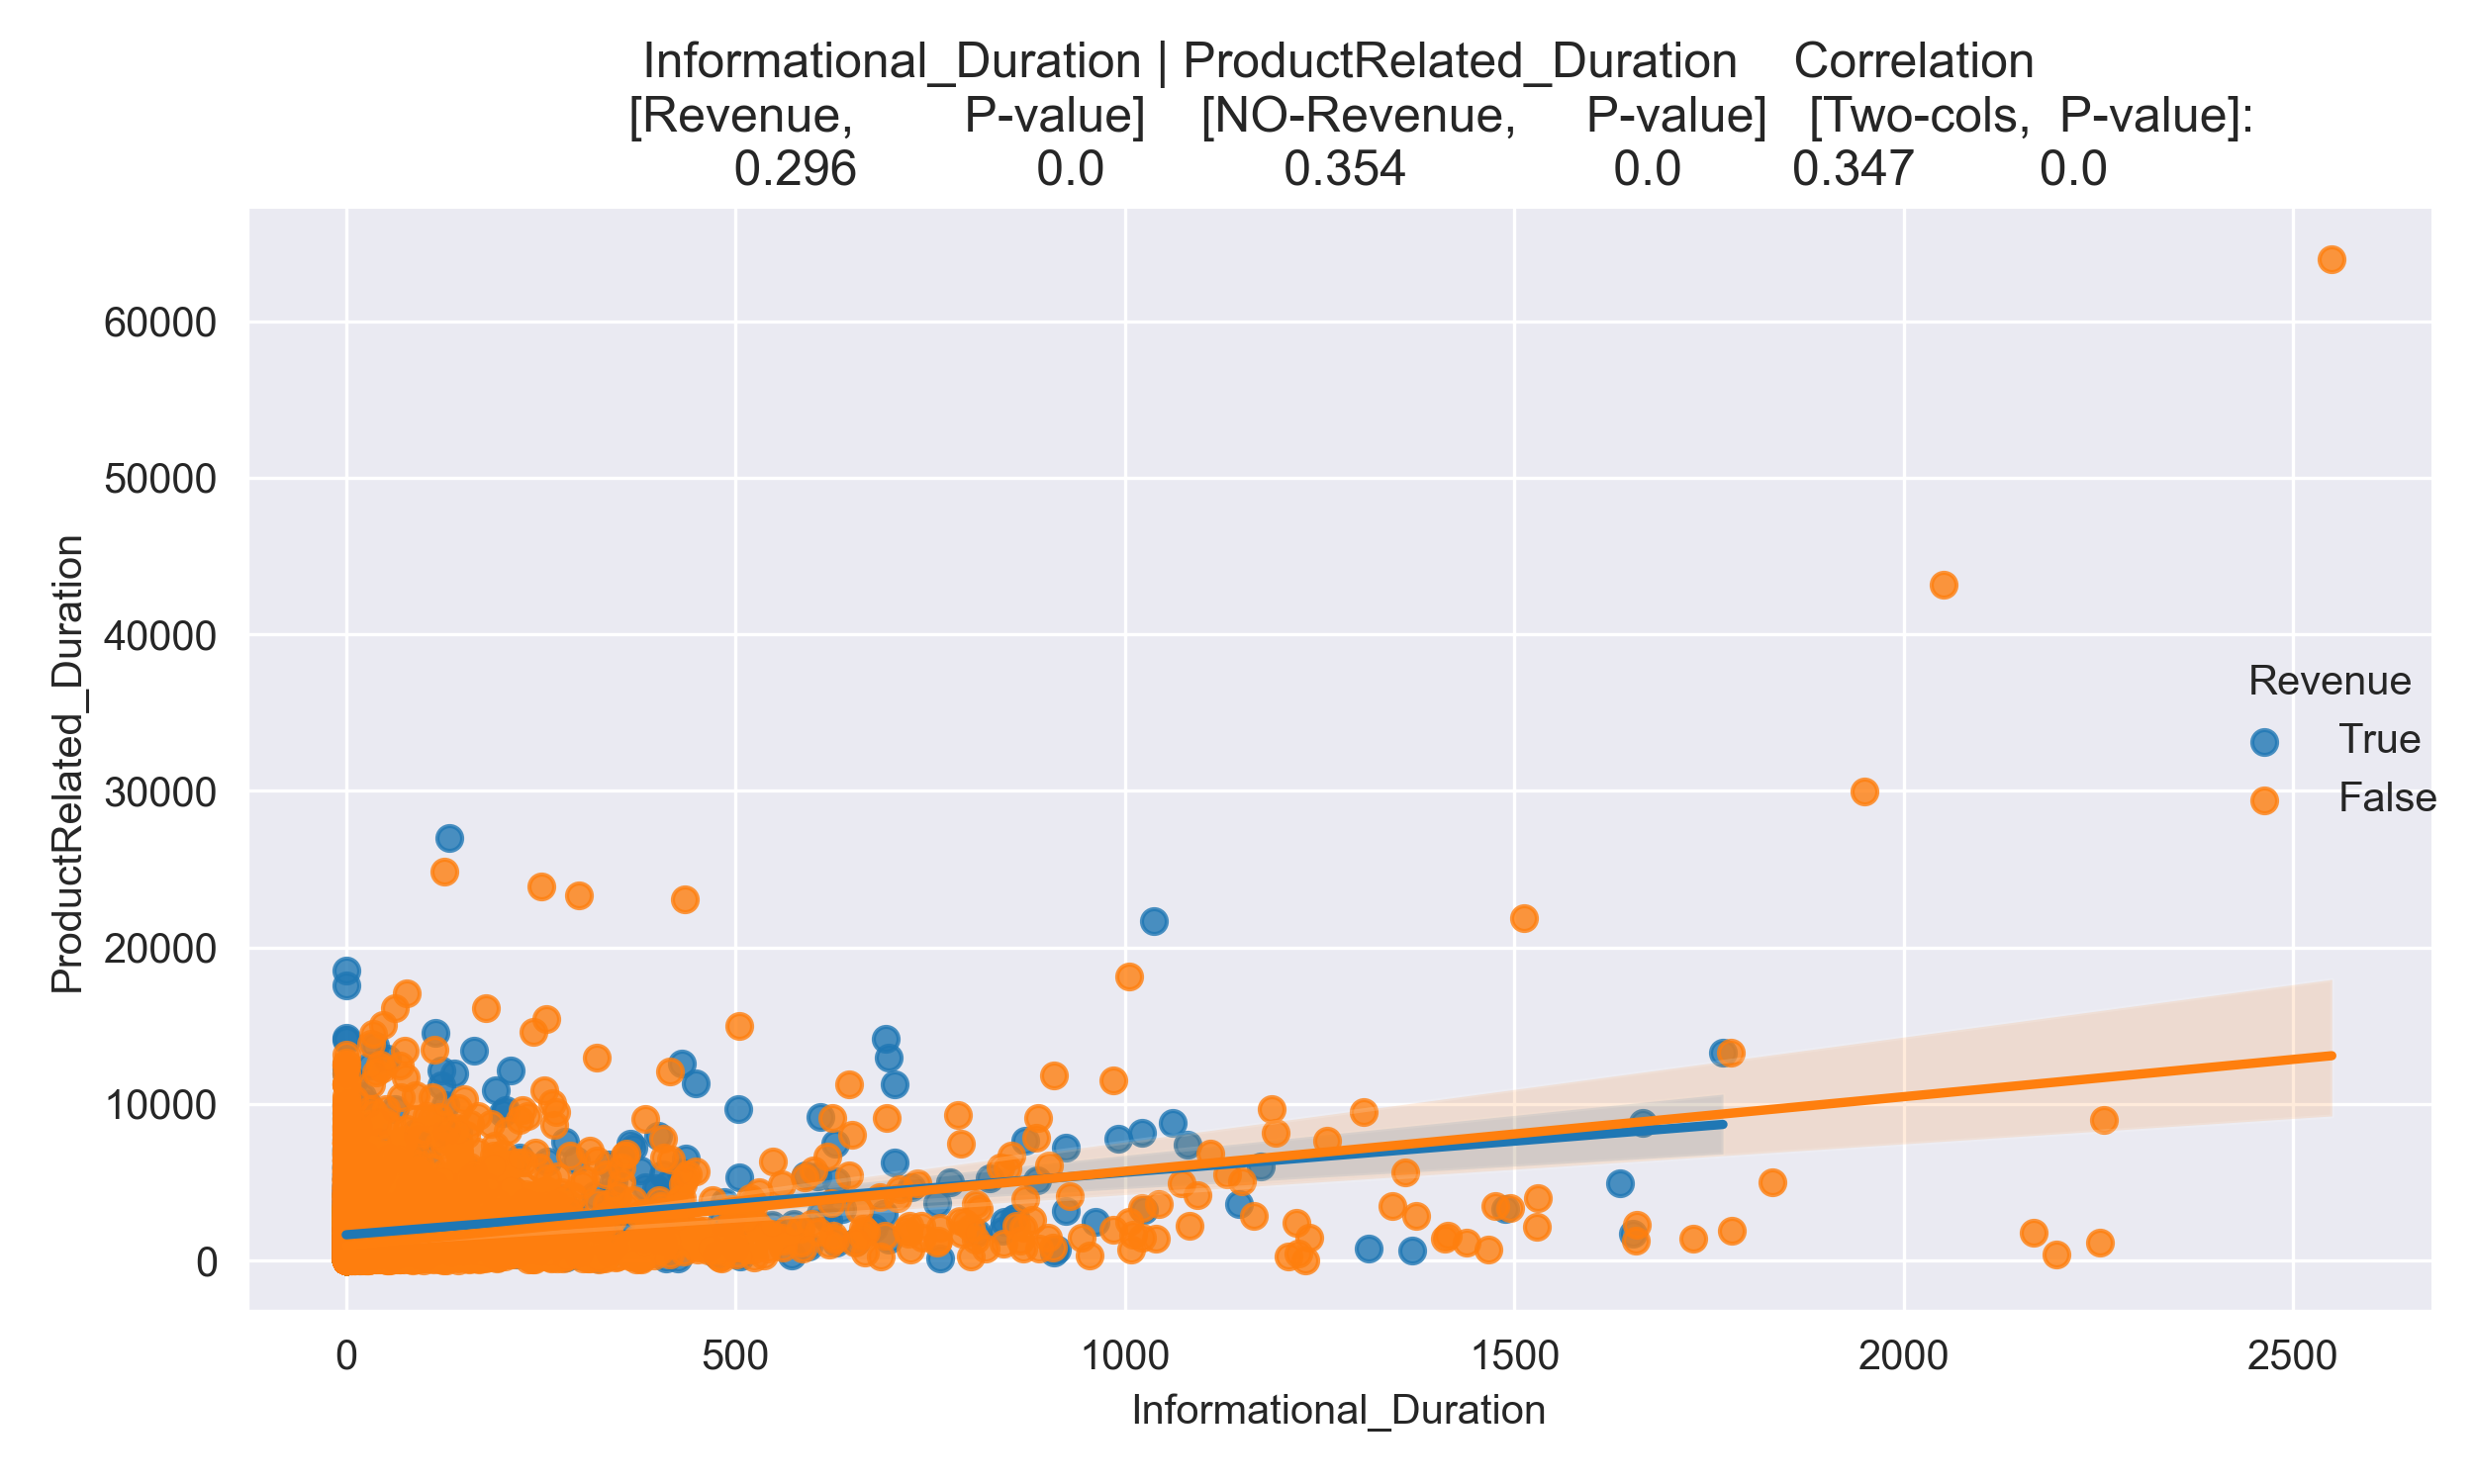 Informational_Duration | ProductRelated_Duration Correlation
[Revenue, P-value] [NO-Revenue, P-value] [Two-cols, P-value]:
0.296 0.0 0.354 0.0 0.347 0.0
60000
50000
40000
30000
20000
10000
0
ProductRelated_Duration
Revenue
True
False
0 500 1000 1500 2000 2500
Informational_Duration